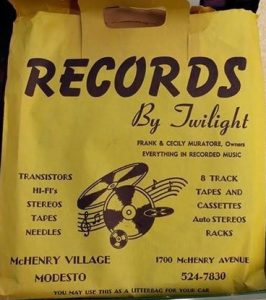 RECORDS
By Twilight
FRANK & CECILY MURATORE, Owners
EVERYTHING IN RECORDED MUSIC
TRANSISTORS
HI-FI's
STEREOS
TAPES
NEEDLES
8 TRACK
TAPES AND
CASSETTES
Auto STEREOS
RACKS
McHENRY VILLAGE
MODESTO
1700 McHENRY AVENUE
524-7830
YOU MAY USE THIS AS A LITTERBAG FOR YOUR CAR